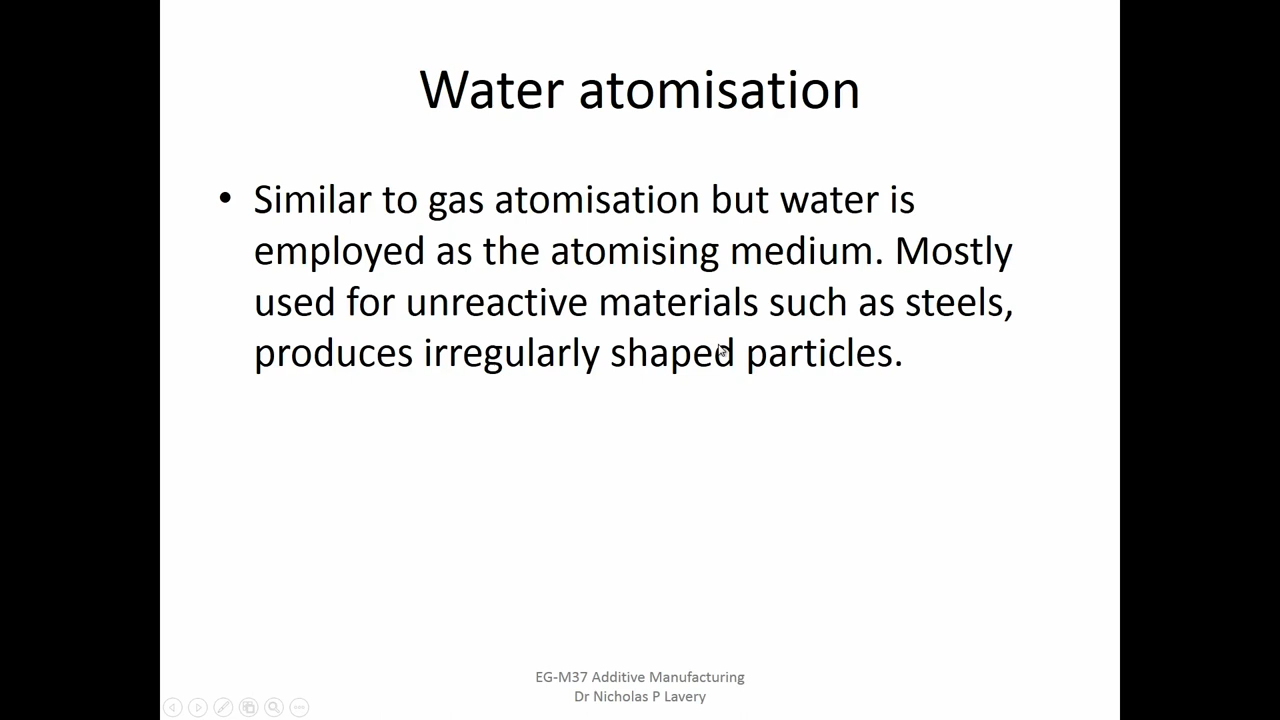 Water atomisation
• Similar to gas atomisation but water is
employed as the atomising medium. Mostly
used for unreactive materials such as steels,
produces irregularly shaped particles.
EG-M37 Additive Manufacturing
Dr Nicholas P Lavery